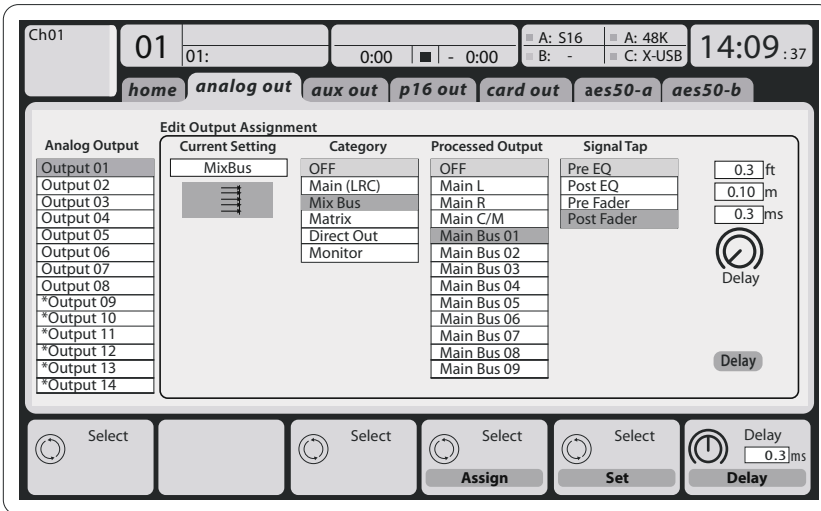 Ch01
01
01:
0:00 - 0:00
A: S16
B: -
A: 48K
C: X-USB
14:09 :37
home
analog out
aux out
p16 out
card out
aes50-a
aes50-b
Edit Output Assignment
Analog Output
Output 01
Output 02
Output 03
Output 04
Output 05
Output 06
Output 07
Output 08
*Output 09
*Output 10
*Output 11
*Output 12
*Output 13
*Output 14
Current Setting
MixBus
Category
OFF
Main (LRC)
Mix Bus
Matrix
Direct Out
Monitor
Processed Output
OFF
Main L
Main R
Main C/M
Main Bus 01
Main Bus 02
Main Bus 03
Main Bus 04
Main Bus 05
Main Bus 06
Main Bus 07
Main Bus 08
Main Bus 09
Signal Tap
Pre EQ
Post EQ
Pre Fader
Post Fader
0.3 ft
0.10 m
0.3 ms
Delay
Delay
Select
Select
Select
Assign
Select
Set
Delay
0.3 ms
Delay